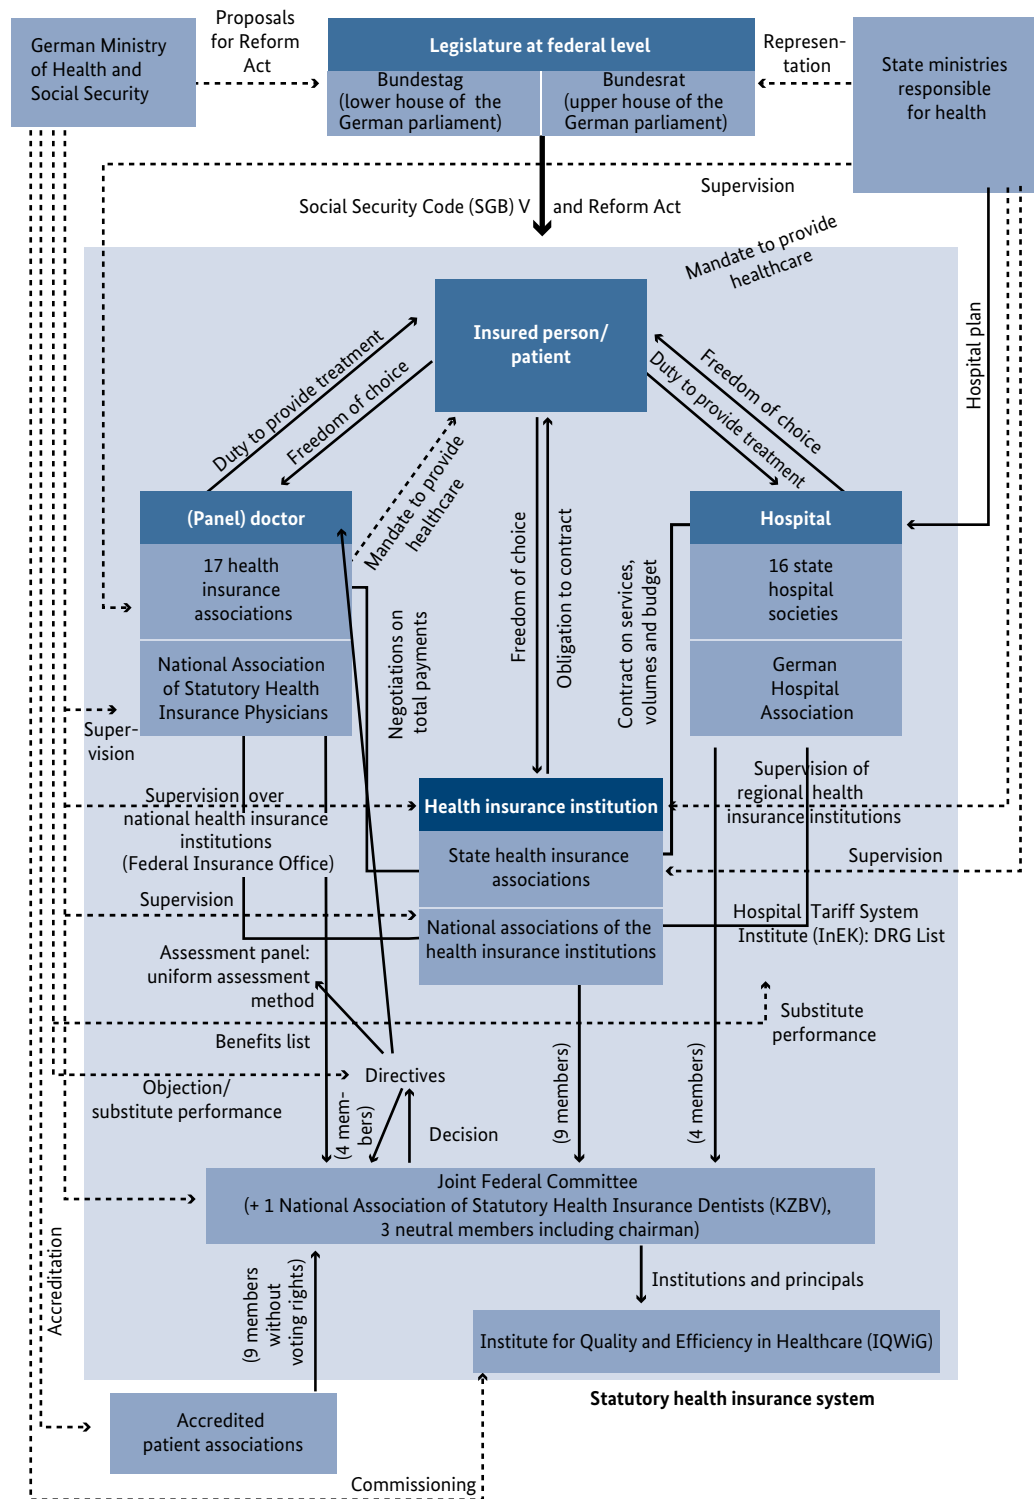 German Ministry
of Health and
Social Security
Proposals
for Reform
Act
Legislature at federal level
Bundestag
(lower house of the
German parliament)
Bundesrat
(upper house of the
German parliament)
Represen-
tation
State ministries
responsible
for health
Supervision
Social Security Code (SGB) V
and Reform Act
Mandate to provide
healthcare
Insured person/
patient
Hospital plan
Duty to provide treatment
Freedom of choice
Mandate to provide
healthcare
Freedom of choice
Duty to provide treatment
(Panel) doctor
17 health
insurance
associations
National Association
of Statutory Health
Insurance Physicians
Hospital
16 state
hospital
societies
German
Hospital
Association
Negotiations on
total payments
Freedom of choice
Obligation to contract
Contract on services,
volumes and budget
Super-
vision
Supervision over
national health insurance
institutions
(Federal Insurance Office)
Health insurance institution
State health insurance
associations
National associations of the
health insurance institutions
Supervision of
regional health
insurance institutions
Supervision
Supervision
Hospital Tariff System
Institute (InEK): DRG List
Assessment panel:
uniform assessment
method
Substitute
performance
Benefits list
Directives
Objection/
substitute performance
(4 mem-
bers)
Decision
(9 members)
(4 members)
Joint Federal Committee
(+ 1 National Association of Statutory Health Insurance Dentists (KZBV),
3 neutral members including chairman)
Accreditation
(9 members
without
voting rights)
Institutions and principals
Institute for Quality and Efficiency in Healthcare (IQWiG)
Statutory health insurance system
Accredited
patient associations
Commissioning